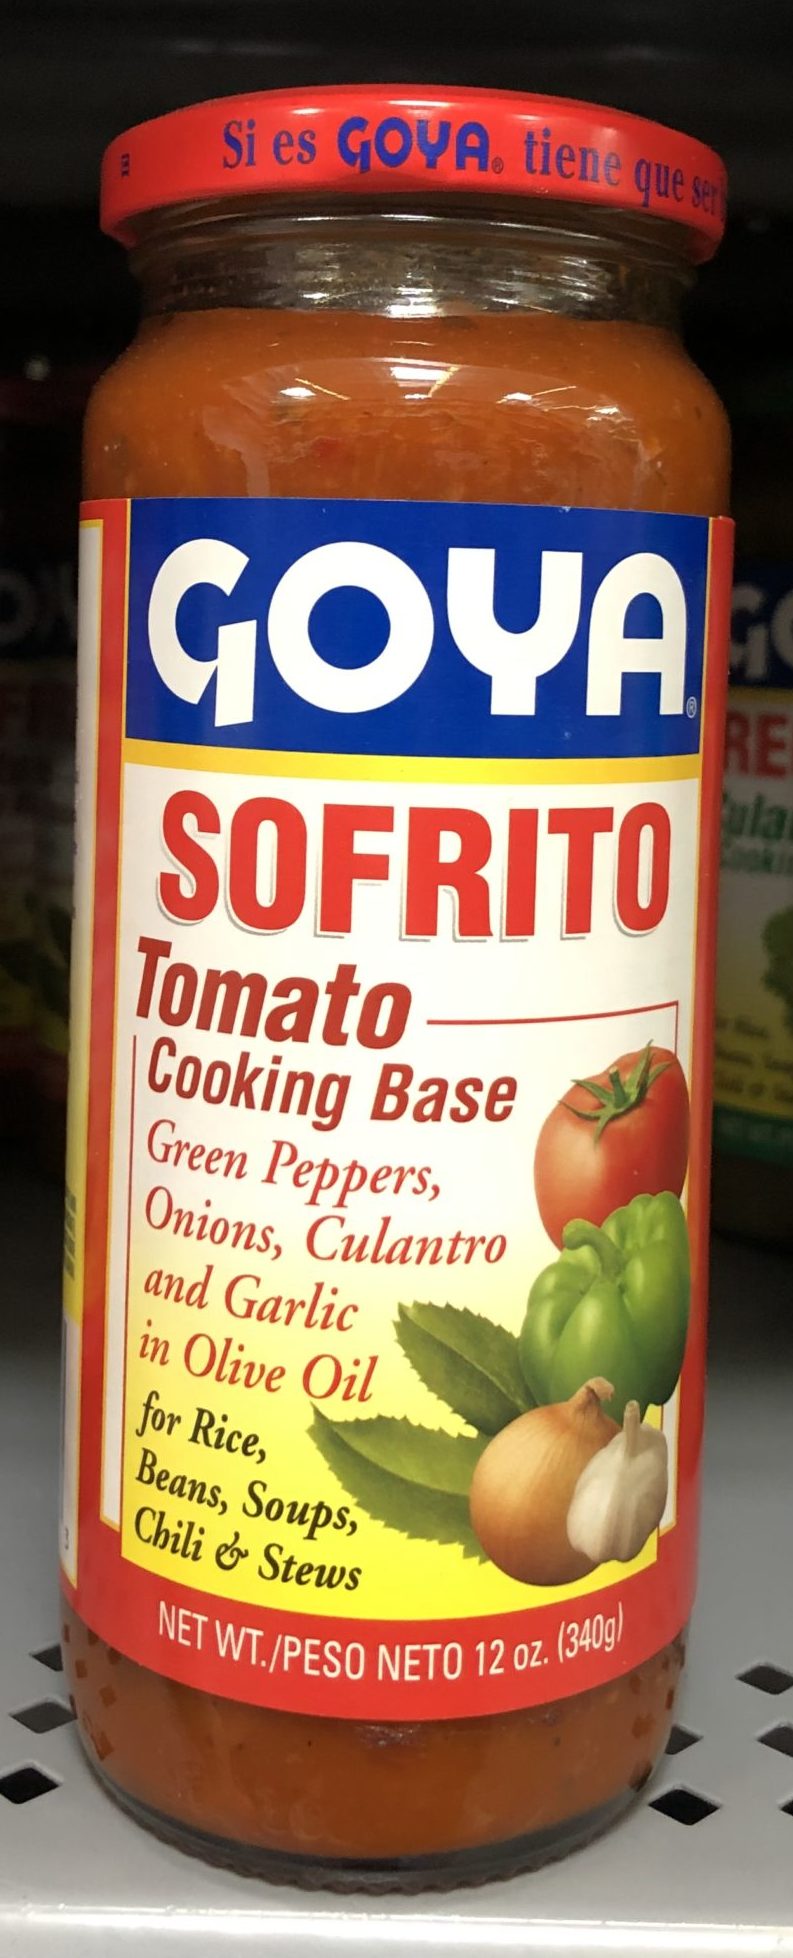 Si es GOYA® tiene que ser
GOYA®
SOFRITO
Tomato
Cooking Base
Green Peppers,
Onions, Culantro
and Garlic
in Olive Oil
for Rice,
Beans, Soups,
Chili & Stews
NET WT./PESO NETO 12 oz. (340g)
3